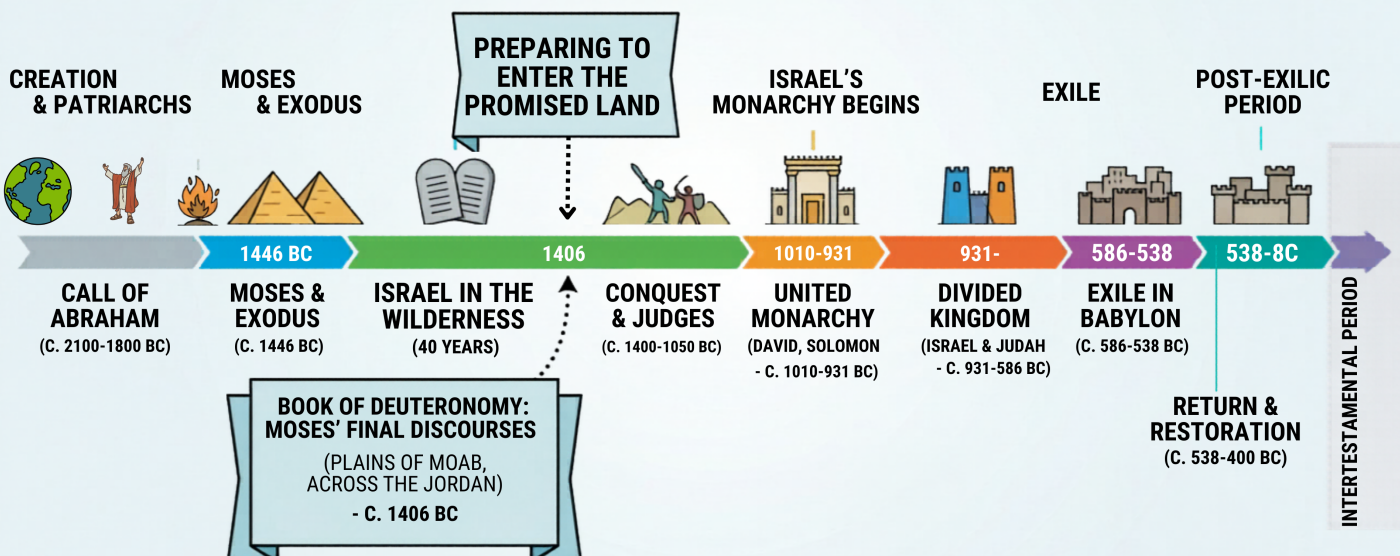 CREATION
& PATRIARCHS
MOSES
& EXODUS
PREPARING TO
ENTER THE
PROMISED LAND
ISRAEL'S
MONARCHY BEGINS
EXILE
POST-EXILIC
PERIOD
1446 BC
1406
1010-931
931-
586-538
538-8C
CALL OF
ABRAHAM
(C. 2100-1800 BC)
MOSES &
EXODUS
(C. 1446 BC)
ISRAEL IN THE
WILDERNESS
(40 YEARS)
CONQUEST
& JUDGES
(C. 1400-1050 BC)
UNITED
MONARCHY
(DAVID, SOLOMON
- C. 1010-931 BC)
DIVIDED
KINGDOM
(ISRAEL & JUDAH
- C. 931-586 BC)
EXILE IN
BABYLON
(C. 586-538 BC)
RETURN &
RESTORATION
(C. 538-400 BC)
INTERTESTAMENTAL PERIOD
BOOK OF DEUTERONOMY:
MOSES' FINAL DISCOURSES
(PLAINS OF MOAB,
ACROSS THE JORDAN)
- C. 1406 BC